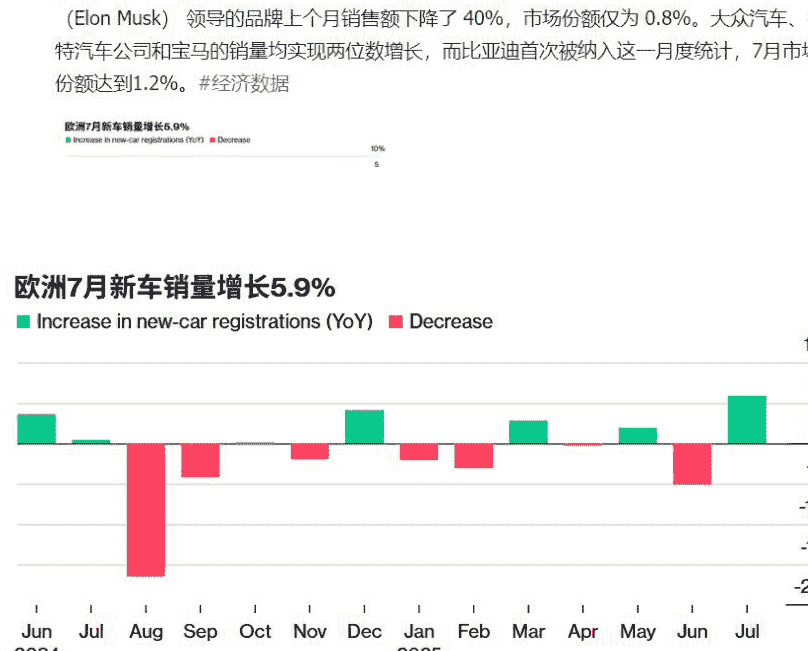 （Elon Musk） 领导的品牌上个月销售额下降了 40%，市场份额仅为 0.8%。大众汽车、
特汽车公司和宝马的销量均实现两位数增长，而比亚迪首次被纳入这一月度统计，7月市场
份额达到1.2%。#经济数据
欧洲7月新车销量增长5.9%
Increase in new-car registrations (YoY) Decrease
10%
5
欧洲7月新车销量增长5.9%
Increase in new-car registrations (YoY) Decrease
Jun Jul Aug Sep Oct Nov Dec Jan Feb Mar Apr May Jun Jul